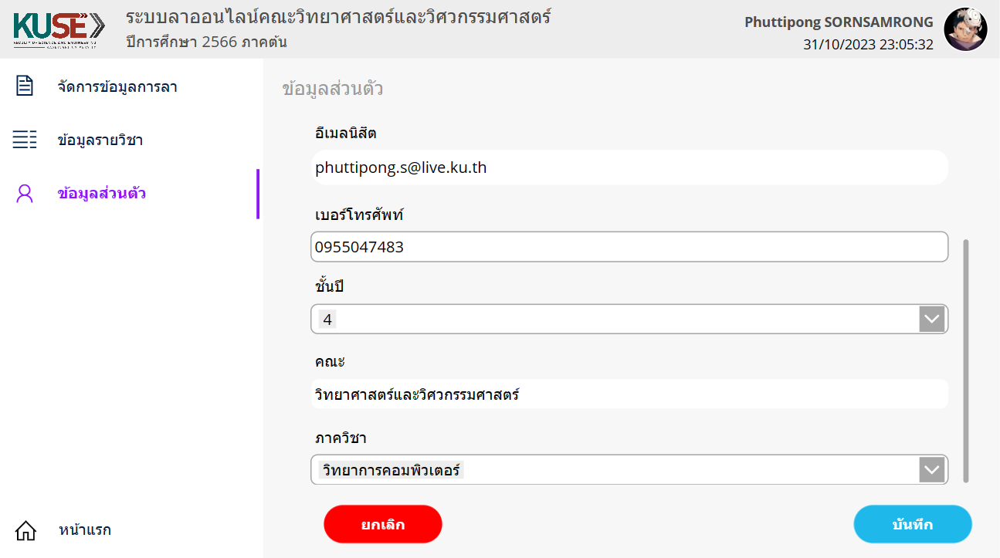 KUSE
FACULTY OF SCIENCE AND ENGINEERING
ระบบลาออนไลน์คณะวิทยาศาสตร์และวิศวกรรมศาสตร์
ปีการศึกษา 2566 ภาคต้น
Phuttipong SORNSAMRONG
31/10/2023 23:05:32
จัดการข้อมูลการลา
ข้อมูลรายวิชา
ข้อมูลส่วนตัว
หน้าแรก
ข้อมูลส่วนตัว
อีเมลนิสิต
phuttipong.s@live.ku.th
เบอร์โทรศัพท์
0955047483
ชั้นปี
4
คณะ
วิทยาศาสตร์และวิศวกรรมศาสตร์
ภาควิชา
วิทยาการคอมพิวเตอร์
ยกเลิก
บันทึก